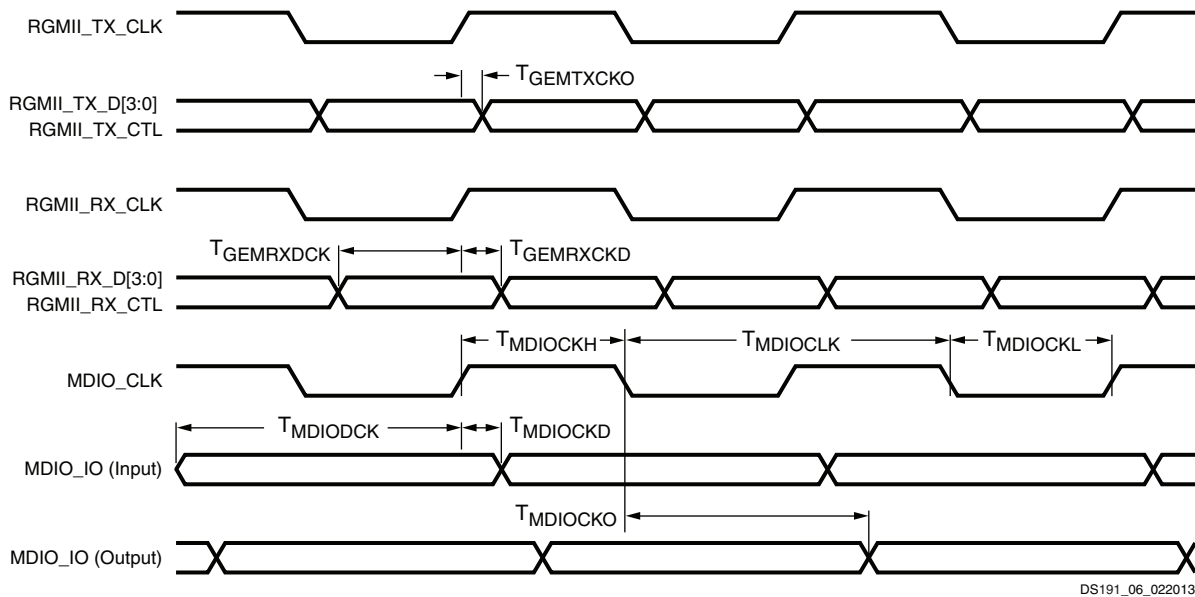 RGMII_TX_CLK
TGEMTXCKO
RGMII_TX_D[3:0]
RGMII_TX_CTL
RGMII_RX_CLK
TGEMRXDCK
TGEMRXCKD
RGMII_RX_D[3:0]
RGMII_RX_CTL
TMDIOCKH
TMDIOCLK
TMDIOCKL
MDIO_CLK
TMDIODCK
TMDIOCKD
MDIO_IO (Input)
TMDIOCKO
MDIO_IO (Output)
DS191_06_022013